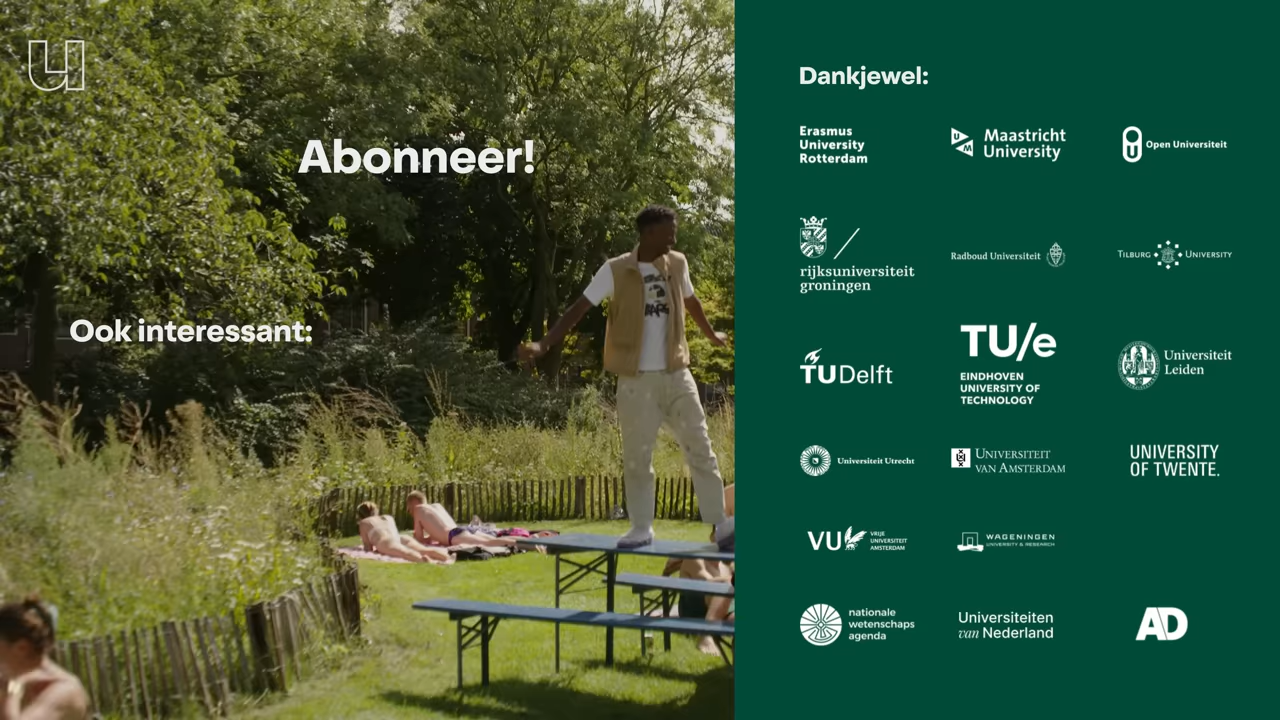 Abonneer!
Ook interessant:
Dankjewel:
Erasmus
University
Rotterdam
UM
Maastricht
University
Open Universiteit
rijksuniversiteit
groningen
Radboud Universiteit
TILBURG UNIVERSITY
TU Delft
TU/e
EINDHOVEN
UNIVERSITY OF
TECHNOLOGY
Universiteit
Leiden
Universiteit Utrecht
UNIVERSITEIT
VAN AMSTERDAM
UNIVERSITY
OF TWENTE.
VU
VRIJE
UNIVERSITEIT
AMSTERDAM
WAGENINGEN
UNIVERSITY & RESEARCH
nationale
wetenschaps
agenda
Universiteiten
van Nederland
AD